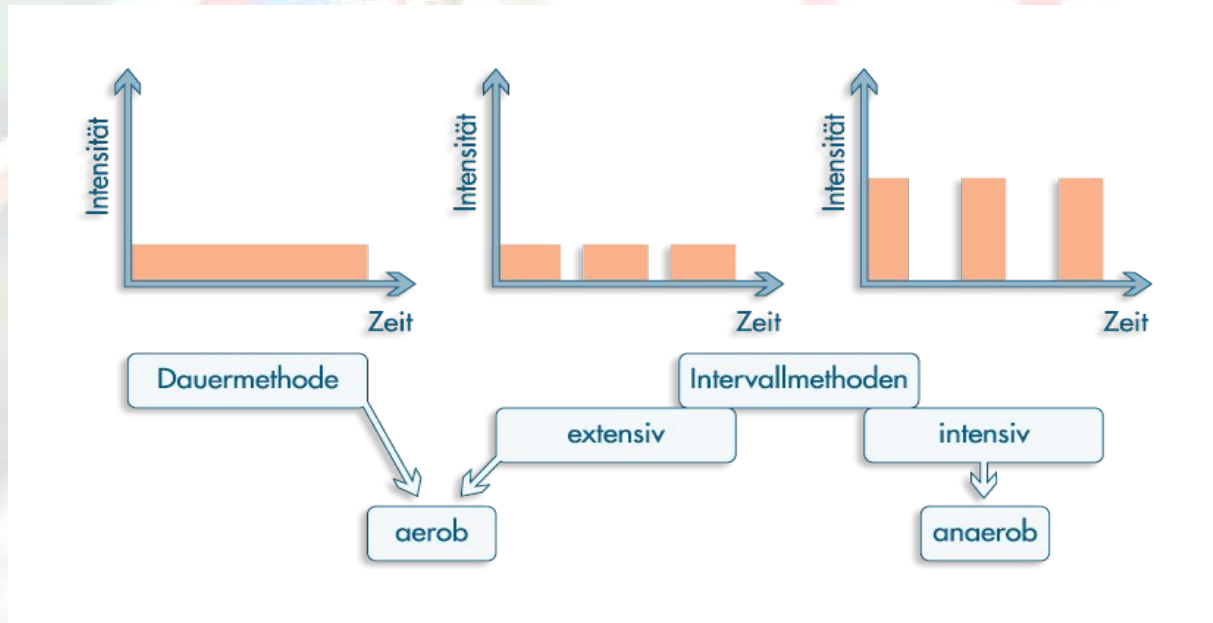 Intensität
Zeit
Intensität
Zeit
Intensität
Zeit
Dauermethode
Intervallmethoden
extensiv
intensiv
aerob
anaerob